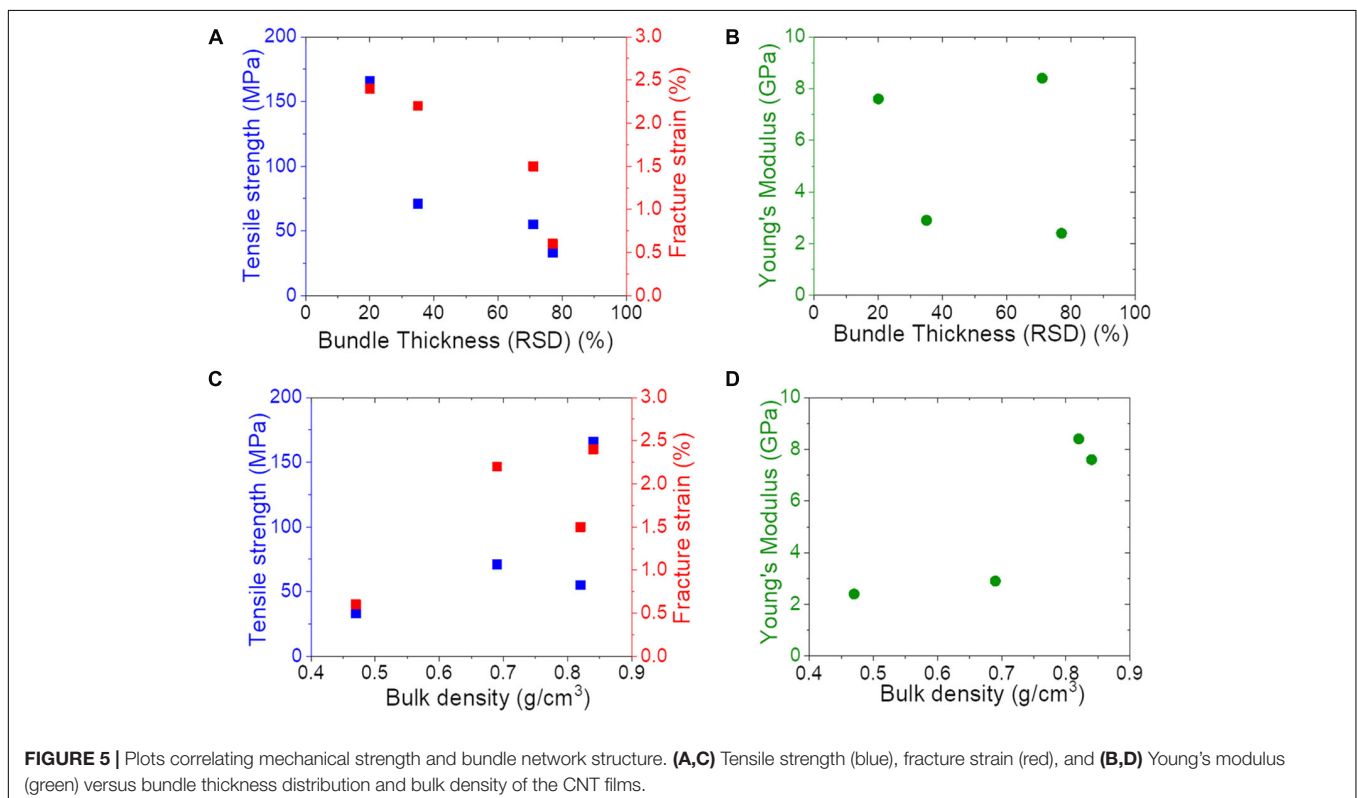 A
200
150
100
50
0
Tensile strength (MPa)
3.0
2.5
2.0
1.5
1.0
0.5
0.0
Fracture strain (%)
0 20 40 60 80 100
Bundle Thickness (RSD) (%)
B
10
8
6
4
2
0
Young's Modulus (GPa)
0 20 40 60 80 100
Bundle Thickness (RSD) (%)
C
200
150
100
50
0
Tensile strength (MPa)
3.0
2.5
2.0
1.5
1.0
0.5
0.0
Fracture strain (%)
0.4 0.5 0.6 0.7 0.8 0.9
Bulk density (g/cm³)
D
10
8
6
4
2
0
Young's Modulus (GPa)
0.4 0.5 0.6 0.7 0.8 0.9
Bulk density (g/cm³)
FIGURE 5 | Plots correlating mechanical strength and bundle network structure. (A,C) Tensile strength (blue), fracture strain (red), and (B,D) Young's modulus
(green) versus bundle thickness distribution and bulk density of the CNT films.